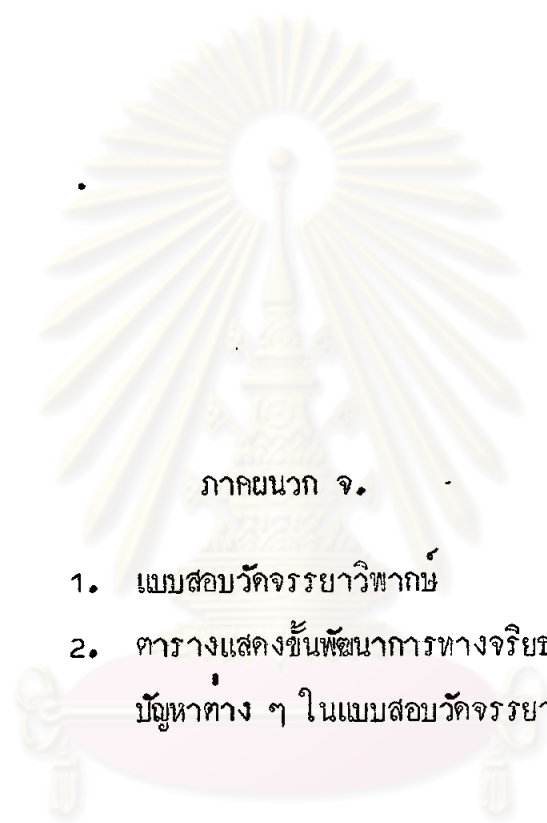 ภาคผนวก จ.
1. แบบสอบวัดจรรยาวิพากษ์
2. ตารางแสดงขั้นพัฒนาการทางจริยธ
ปัญหาต่าง ๆ ในแบบสอบวัดจรรยา